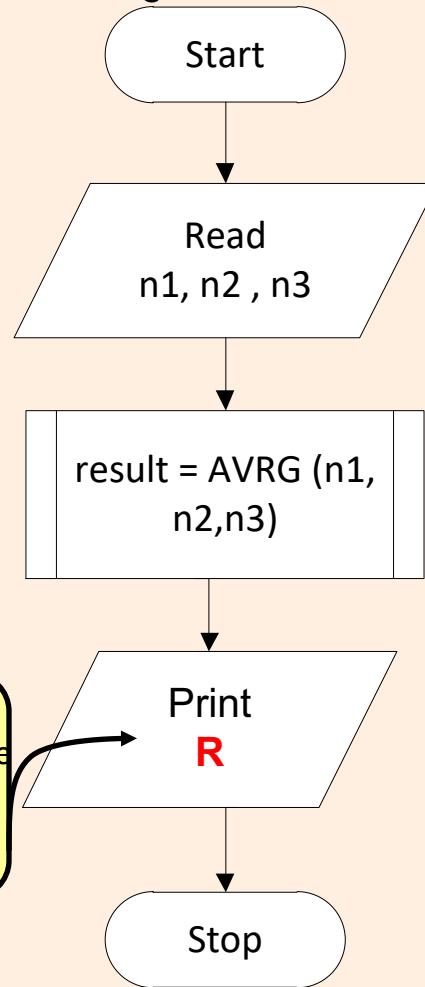 Start
Read
n1, n2 , n3
result = AVRG (n1,
n2,n3)
Print
R
Stop